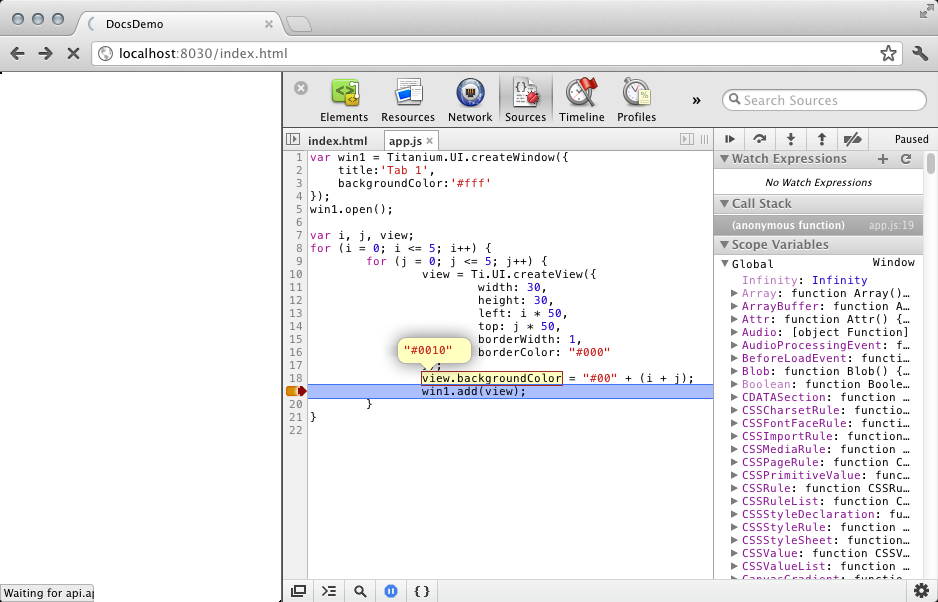 DocsDemo
localhost:8030/index.html
Elements Resources Network Sources Timeline Profiles » Search Sources
index.html app.js Paused
1 var win1 = Titanium.UI.createWindow({
2 title:'Tab 1',
3 backgroundColor:'#fff'
4 });
5 win1.open();
6
7 var i, j, view;
8 for (i = 0; i <= 5; i++) {
9 for (j = 0; j <= 5; j++) {
10 view = Ti.UI.createView({
11 width: 30,
12 height: 30,
13 left: i * 50,
14 top: j * 50,
15 borderWidth: 1,
16 borderColor: "#000"
"#0010"
17 });
18 view.backgroundColor = "#00" + (i + j);
win1.add(view);
20 }
21 }
22
Watch Expressions
No Watch Expressions
Call Stack
(anonymous function) app.js:19
Scope Variables
Global Window
Infinity: Infinity
Array: function Array()…
ArrayBuffer: function A…
Attr: function Attr() {…
Audio: [object Function]
AudioProcessingEvent: f…
BeforeLoadEvent: functi…
Blob: function Blob() {…
Boolean: function Boole…
CDATASection: function …
CSSCharsetRule: functio…
CSSFontFaceRule: functi…
CSSImportRule: function…
CSSMediaRule: function …
CSSPageRule: function C…
CSSPrimitiveValue: func…
CSSRule: function CSSRu…
CSSRuleList: function C…
CSSStyleDeclaration: fu…
CSSStyleRule: function …
CSSStyleSheet: function…
CSSValue: function CSSV…
CSSValueList: function …
CanvasGradient: function
Waiting for api.ap